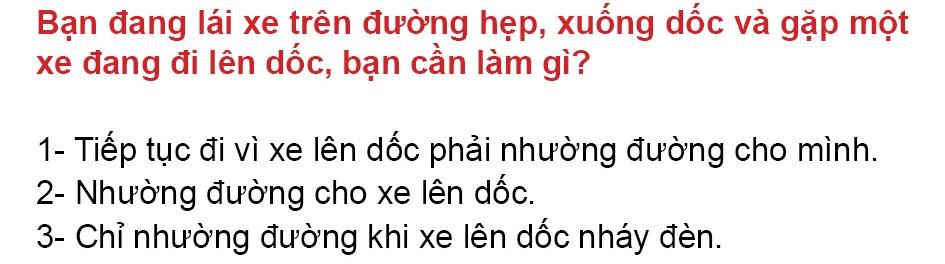 Bạn đang lái xe trên đường hẹp, xuống dốc và gặp một
xe đang đi lên dốc, bạn cần làm gì?
1- Tiếp tục đi vì xe lên dốc phải nhường đường cho mình.
2- Nhường đường cho xe lên dốc.
3- Chỉ nhường đường khi xe lên dốc nháy đèn.